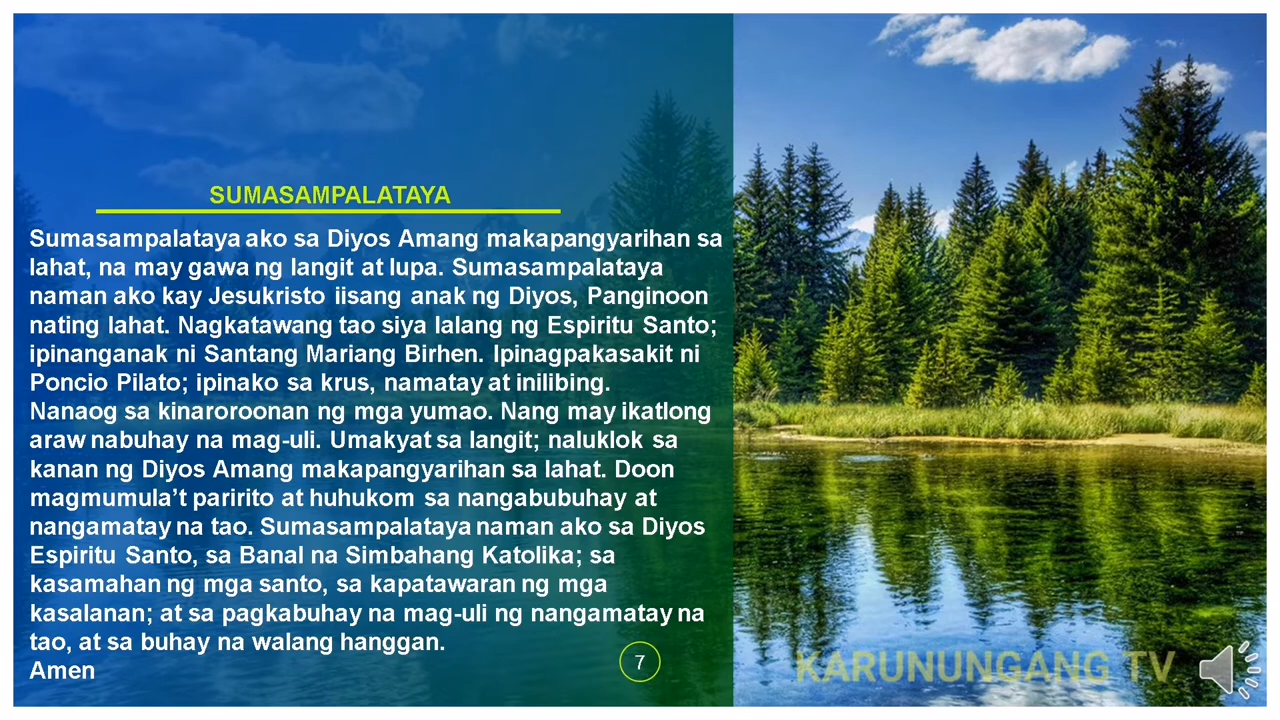 SUMASAMPALATAYA
Sumasampalataya ako sa Diyos Amang makapangyarihan sa
lahat, na may gawa ng langit at lupa. Sumasampalataya
naman ako kay Jesukristo iisang anak ng Diyos, Panginoon
nating lahat. Nagkatawang tao siya lalang ng Espiritu Santo;
ipinanganak ni Santang Mariang Birhen. Ipinagpakasakit ni
Poncio Pilato; ipinako sa krus, namatay at inilibing.
Nanaog sa kinaroroonan ng mga yumao. Nang may ikatlong
araw nabuhay na mag-uli. Umakyat sa langit; naluklok sa
kanan ng Diyos Amang makapangyarihan sa lahat. Doon
magmumula’t paririto at huhukom sa nangabubuhay at
nangamatay na tao. Sumasampalataya naman ako sa Diyos
Espiritu Santo, sa Banal na Simbahang Katolika; sa
kasamahan ng mga santo, sa kapatawaran ng mga
kasalanan; at sa pagkabuhay na mag-uli ng nangamatay na
tao, at sa buhay na walang hanggan.
Amen
7
KARUNUNGANG TV